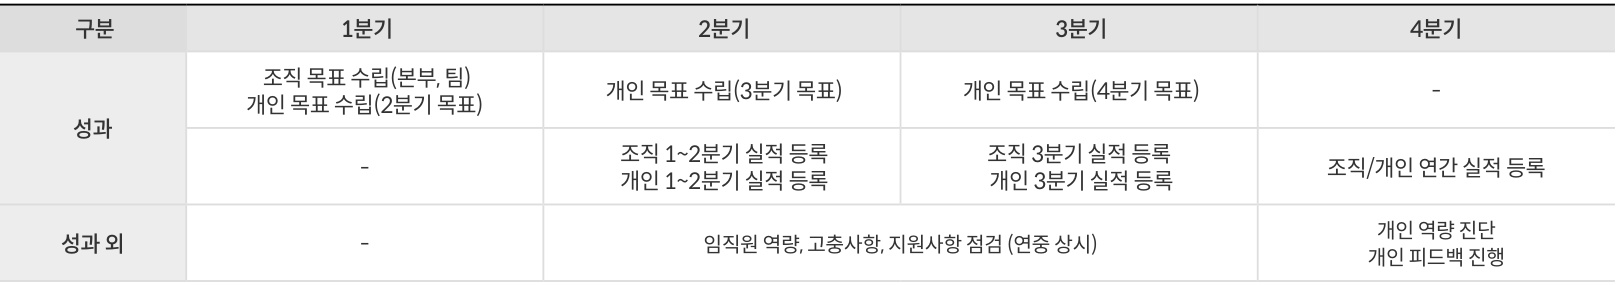 구분 1분기 2분기 3분기 4분기
성과
조직 목표 수립(본부, 팀)
개인 목표 수립(2분기 목표)
개인 목표 수립(3분기 목표)
개인 목표 수립(4분기 목표)
-
-
조직 1~2분기 실적 등록
개인 1~2분기 실적 등록
조직 3분기 실적 등록
개인 3분기 실적 등록
조직/개인 연간 실적 등록
성과 외
-
임직원 역량, 고충사항, 지원사항 점검 (연중 상시)
개인 역량 진단
개인 피드백 진행